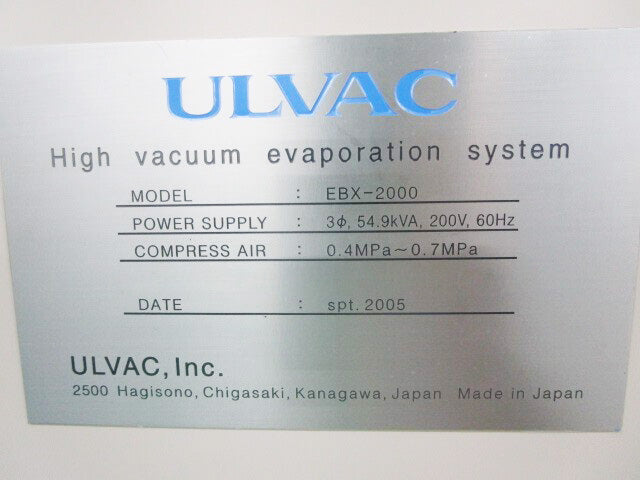 ULVAC
High vacuum evaporation system
MODEL : EBX-2000
POWER SUPPLY : 3ϕ, 54.9kVA, 200V, 60Hz
COMPRESS AIR : 0.4MPa~0.7MPa
DATE : spt.2005
ULVAC,Inc.
2500 Hagisono, Chigasaki, Kanagawa, Japan Made in Japan